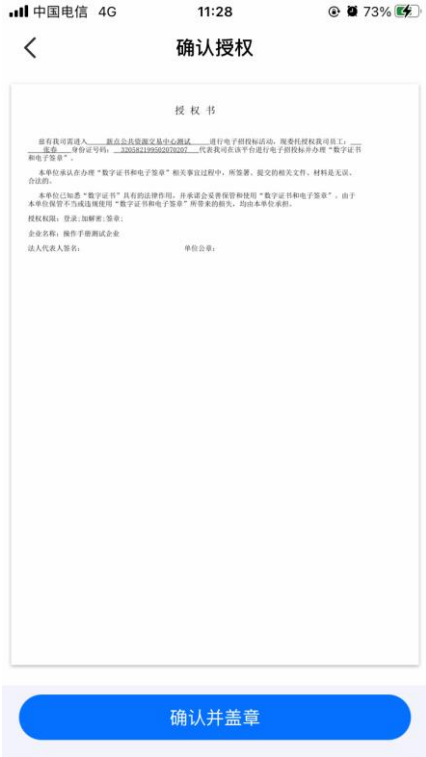 中国电信 4G 11:28 73%
确认授权
授 权 书
兹有我司需进入 新点公共资源交易中心测试 进行电子招投标活动，现委托授权我司员工：
张春 身份证号码： 320582199502070207 代表我司在该平台进行电子招投标并办理“数字证书
和电子签章”。
本单位承认在办理“数字证书和电子签章”相关事宜过程中，所签署、提交的相关文件、材料是无误、
合法的。
本单位已知悉“数字证书”具有的法律作用，并承诺会妥善保管和使用“数字证书和电子签章”。由于
本单位保管不当或违规使用“数字证书和电子签章”所带来的损失，均由本单位承担。
授权权限：登录;加解密;签章;
企业名称：操作手册测试企业
法人代表人签名： 单位公章：
确认并盖章